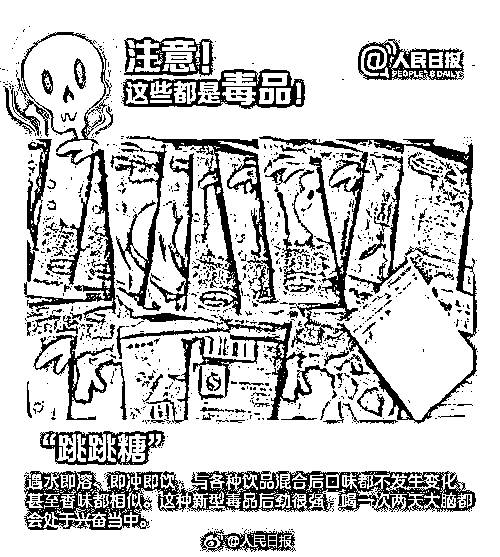 注意!
这些都是毒品!
@人民日报
PEOPLE'S DAILY
“跳跳糖”
遇水即溶、即冲即饮，与各种饮品混合后口味都不发生变化，
甚至香味都相似。这种新型毒品后劲很强，喝一次两天大脑都
会处于兴奋当中。
@人民日报